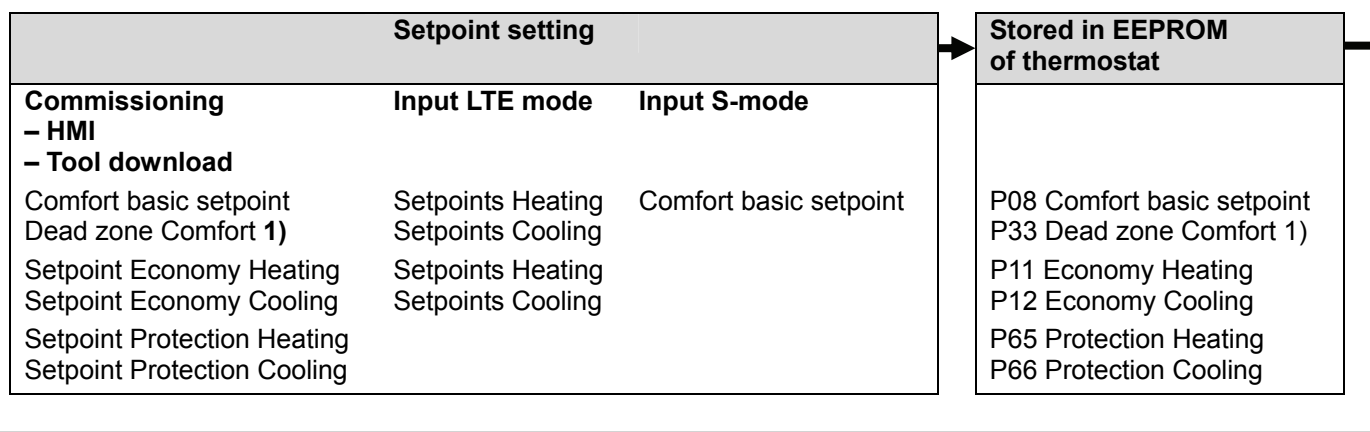 Setpoint setting
Stored in EEPROM
of thermostat
Commissioning Input LTE mode Input S-mode
– HMI
– Tool download
Comfort basic setpoint Setpoints Heating Comfort basic setpoint P08 Comfort basic setpoint
Dead zone Comfort 1) Setpoints Cooling P33 Dead zone Comfort 1)
Setpoint Economy Heating Setpoints Heating P11 Economy Heating
Setpoint Economy Cooling Setpoints Cooling P12 Economy Cooling
Setpoint Protection Heating P65 Protection Heating
Setpoint Protection Cooling P66 Protection Cooling